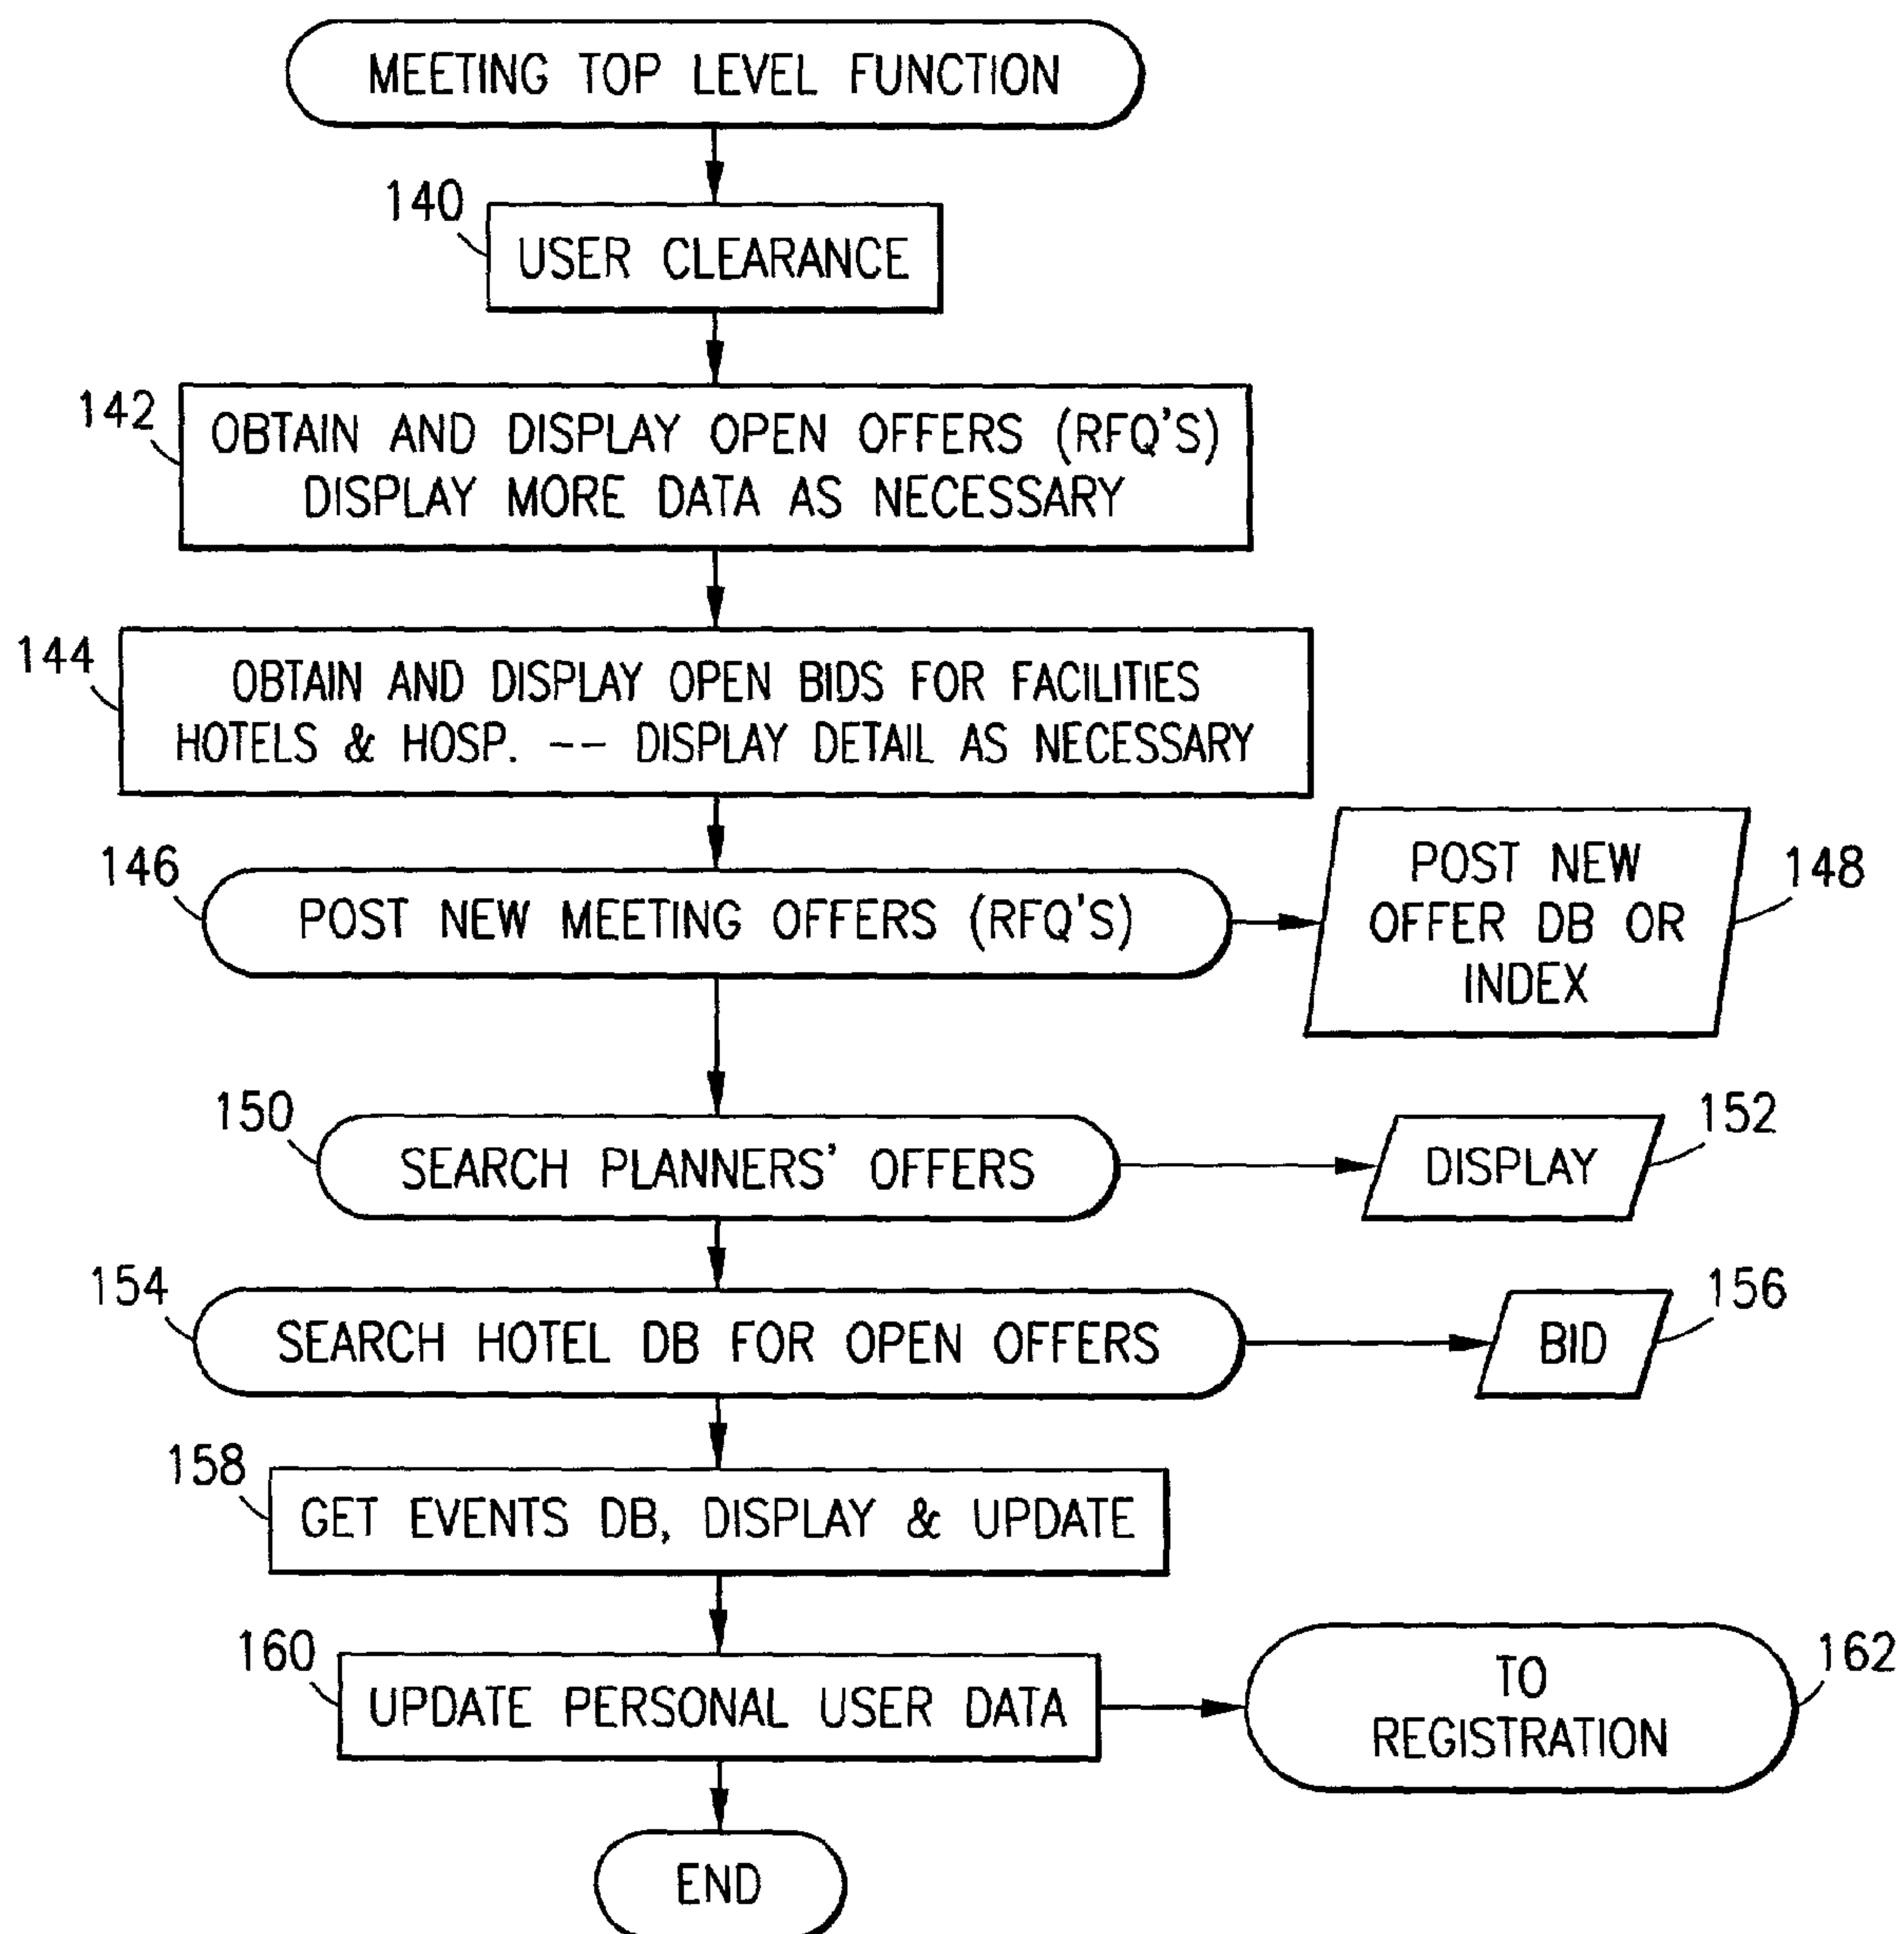 MEETING TOP LEVEL FUNCTION
140
USER CLEARANCE
142
OBTAIN AND DISPLAY OPEN OFFERS (RFQ'S)
DISPLAY MORE DATA AS NECESSARY
144
OBTAIN AND DISPLAY OPEN BIDS FOR FACILITIES
HOTELS & HOSP. -- DISPLAY DETAIL AS NECESSARY
146
POST NEW MEETING OFFERS (RFQ'S)
POST NEW
OFFER DB OR
INDEX
148
150
SEARCH PLANNERS' OFFERS
DISPLAY
152
154
SEARCH HOTEL DB FOR OPEN OFFERS
BID
156
158
GET EVENTS DB, DISPLAY & UPDATE
160
UPDATE PERSONAL USER DATA
TO
REGISTRATION
162
END